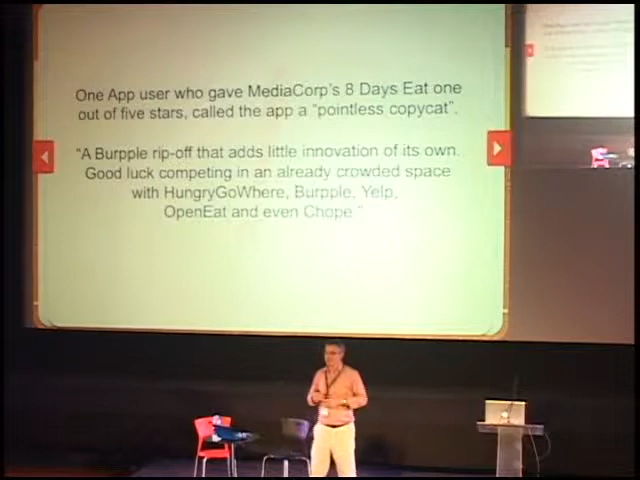 One App user who gave MediaCorp's 8 Days Eat one
out of five stars, called the app a "pointless copycat".
"A Burpple rip-off that adds little innovation of its own.
Good luck competing in an already crowded space
with HungryGoWhere, Burpple, Yelp,
OpenEat and even Chope "